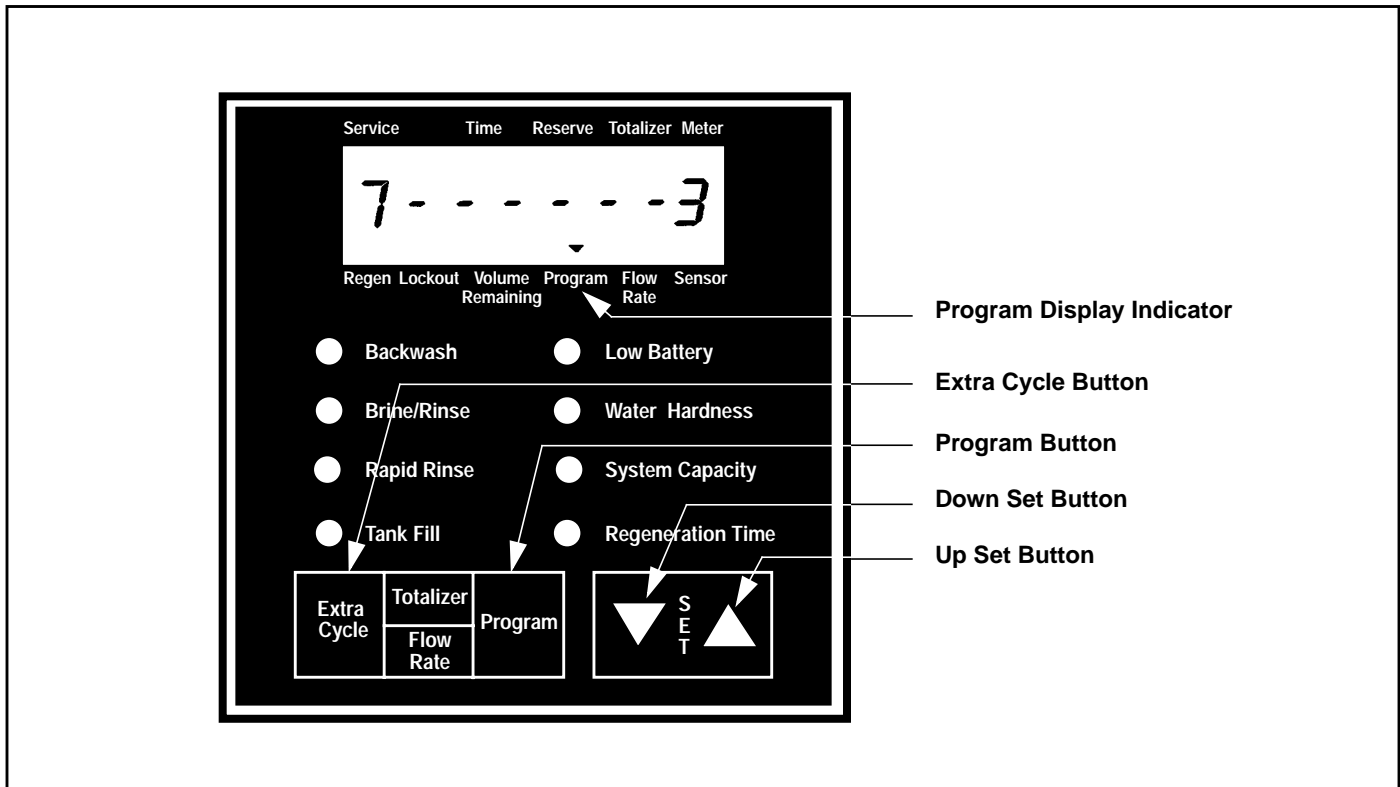 Service Time Reserve Totalizer Meter
7 - - - - - - 3
Regen Lockout Volume Remaining Program Flow Rate Sensor
Program Display Indicator
Backwash
Low Battery
Extra Cycle Button
Brine/Rinse
Water Hardness
Program Button
Rapid Rinse
System Capacity
Down Set Button
Tank Fill
Regeneration Time
Up Set Button
Extra
Cycle
Totalizer
Flow
Rate
Program
SET